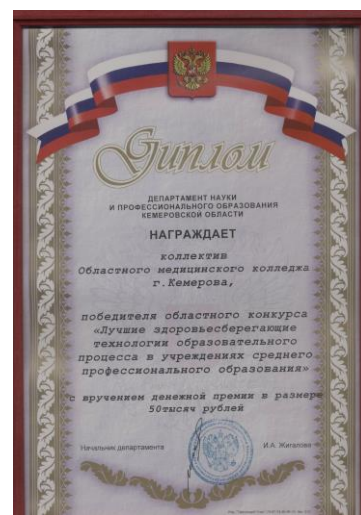 Диплом
ДЕПАРТАМЕНТ НАУКИ
И ПРОФЕССИОНАЛЬНОГО ОБРАЗОВАНИЯ
КЕМЕРОВСКОЙ ОБЛАСТИ
НАГРАЖДАЕТ
коллектив
Областного медицинского колледжа
г.Кемерова,
победителя областного конкурса
«Лучшие здоровьесберегающие
технологии образовательного
процесса в учреждениях среднего
профессионального образования»
с вручением денежной премии в размере
50тысяч рублей
Начальник департамента И.А. Жигалова